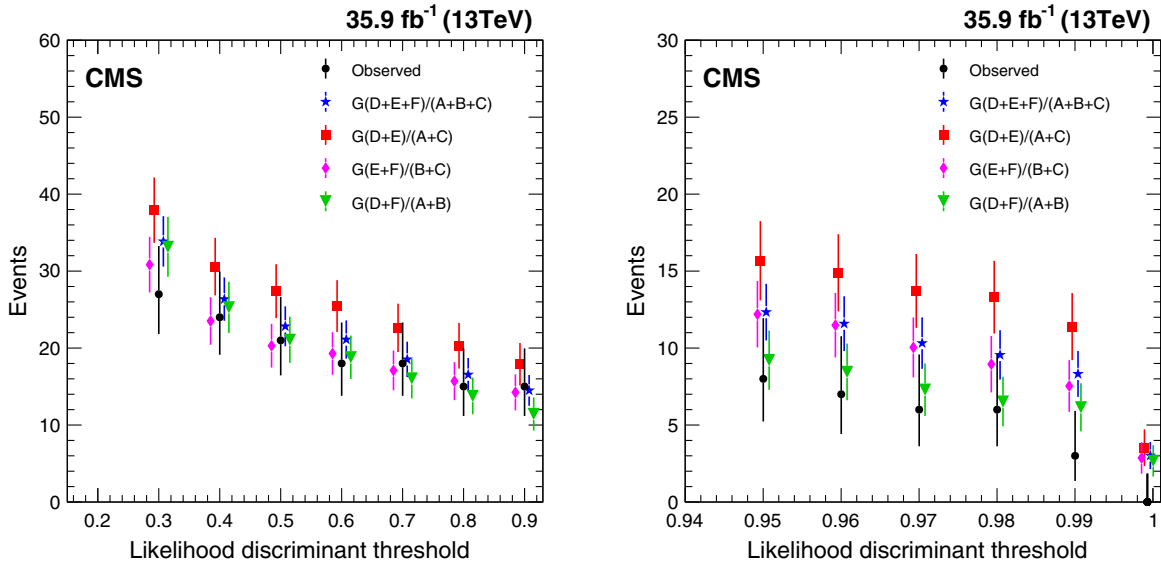 35.9 fb⁻¹ (13TeV)
60
50
40
30
20
10
0
Events
CMS
Observed
G(D+E+F)/(A+B+C)
G(D+E)/(A+C)
G(E+F)/(B+C)
G(D+F)/(A+B)
0.2 0.3 0.4 0.5 0.6 0.7 0.8 0.9
Likelihood discriminant threshold
35.9 fb⁻¹ (13TeV)
30
25
20
15
10
5
0
Events
CMS
Observed
G(D+E+F)/(A+B+C)
G(D+E)/(A+C)
G(E+F)/(B+C)
G(D+F)/(A+B)
0.94 0.95 0.96 0.97 0.98 0.99 1
Likelihood discriminant threshold